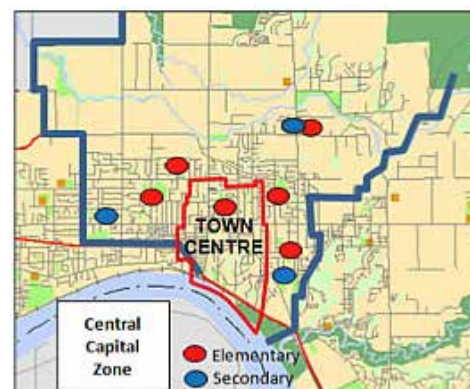 TOWN
CENTRE
Central
Capital
Zone
Elementary
Secondary